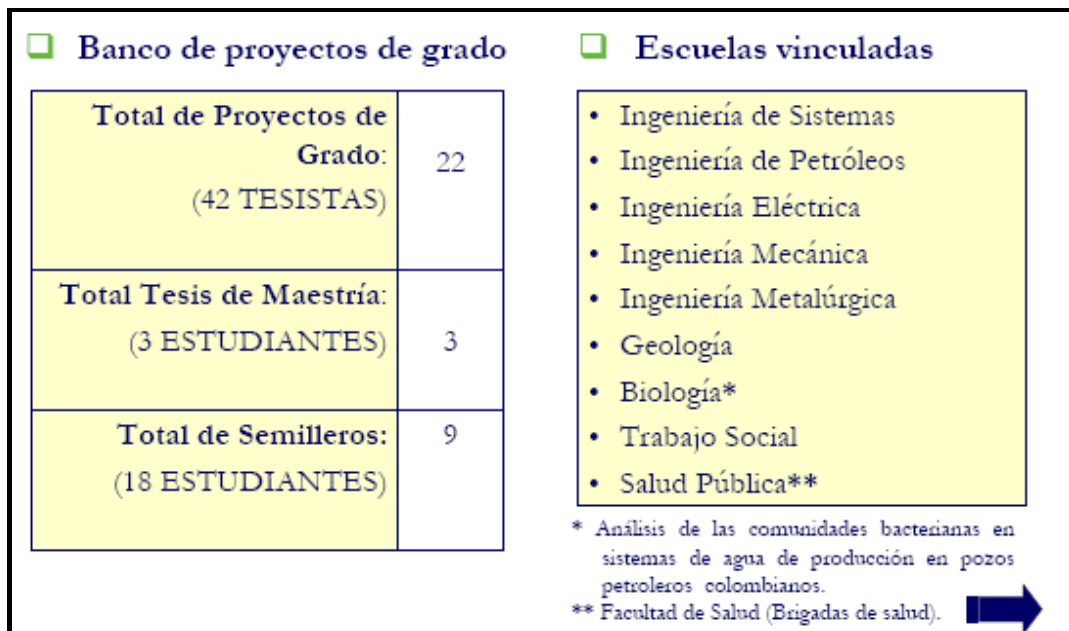 Banco de proyectos de grado
Total de Proyectos de
Grado:
(42 TESISTAS)
22
Total Tesis de Maestría:
(3 ESTUDIANTES)
3
Total de Semilleros:
(18 ESTUDIANTES)
9
Escuelas vinculadas
• Ingeniería de Sistemas
• Ingeniería de Petróleos
• Ingeniería Eléctrica
• Ingeniería Mecánica
• Ingeniería Metalúrgica
• Geología
• Biología*
• Trabajo Social
• Salud Pública**
* Análisis de las comunidades bacterianas en
sistemas de agua de producción en pozos
petroleros colombianos.
** Facultad de Salud (Brigadas de salud).